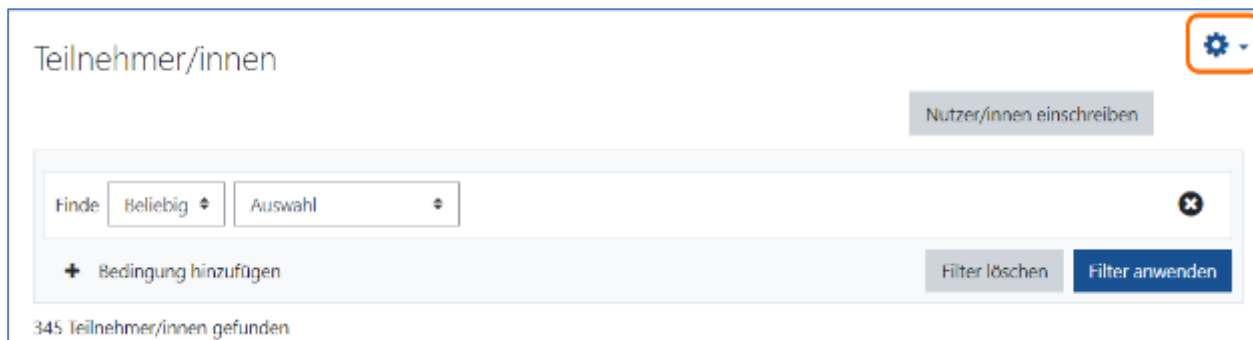 Teilnehmer/innen
Nutzer/innen einschreiben
Finde Beliebig Auswahl
Bedingung hinzufügen Filter löschen Filter anwenden
345 Teilnehmer/innen gefunden